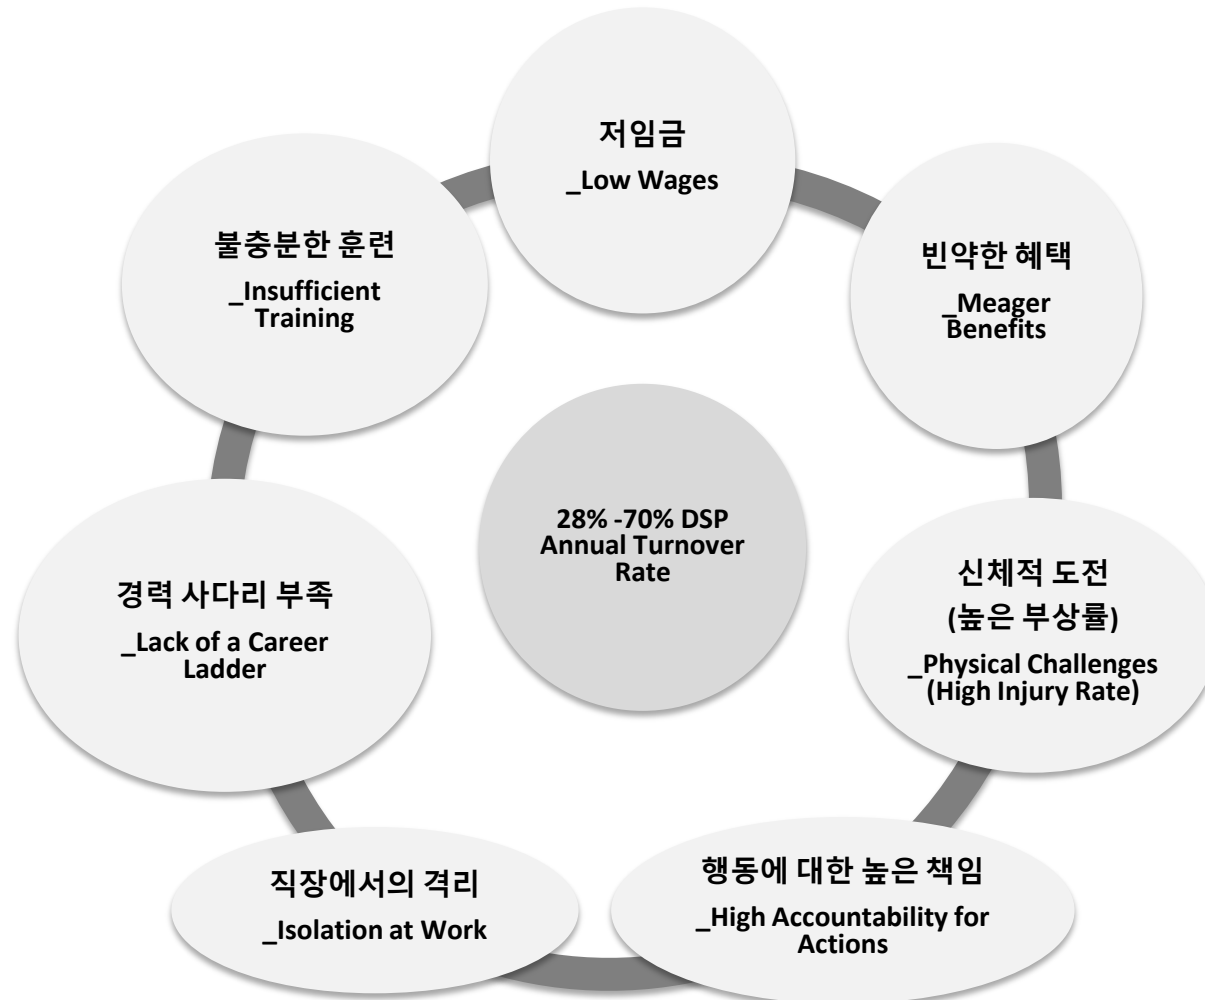 저임금
_Low Wages
빈약한 혜택
_Meager
Benefits
신체적 도전
(높은 부상률)
_Physical Challenges
(High Injury Rate)
행동에 대한 높은 책임
_High Accountability for
Actions
직장에서의 격리
_Isolation at Work
경력 사다리 부족
_Lack of a Career
Ladder
불충분한 훈련
_Insufficient
Training
28% -70% DSP
Annual Turnover
Rate